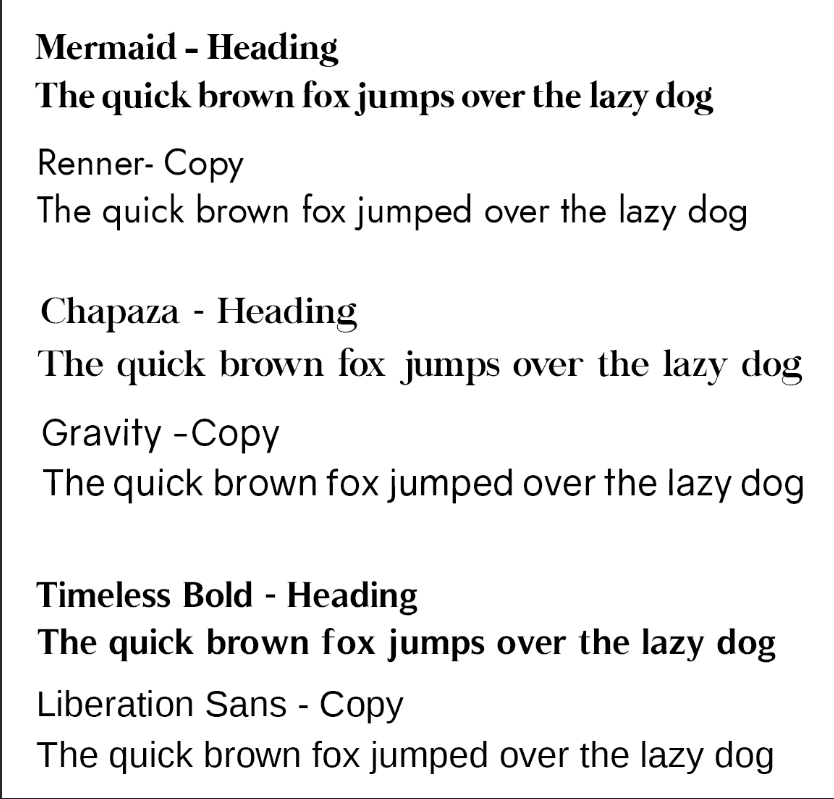 Mermaid - Heading
The quick brown fox jumps over the lazy dog
Renner- Copy
The quick brown fox jumped over the lazy dog
Chapaza - Heading
The quick brown fox jumps over the lazy dog
Gravity -Copy
The quick brown fox jumped over the lazy dog
Timeless Bold - Heading
The quick brown fox jumps over the lazy dog
Liberation Sans - Copy
The quick brown fox jumped over the lazy dog